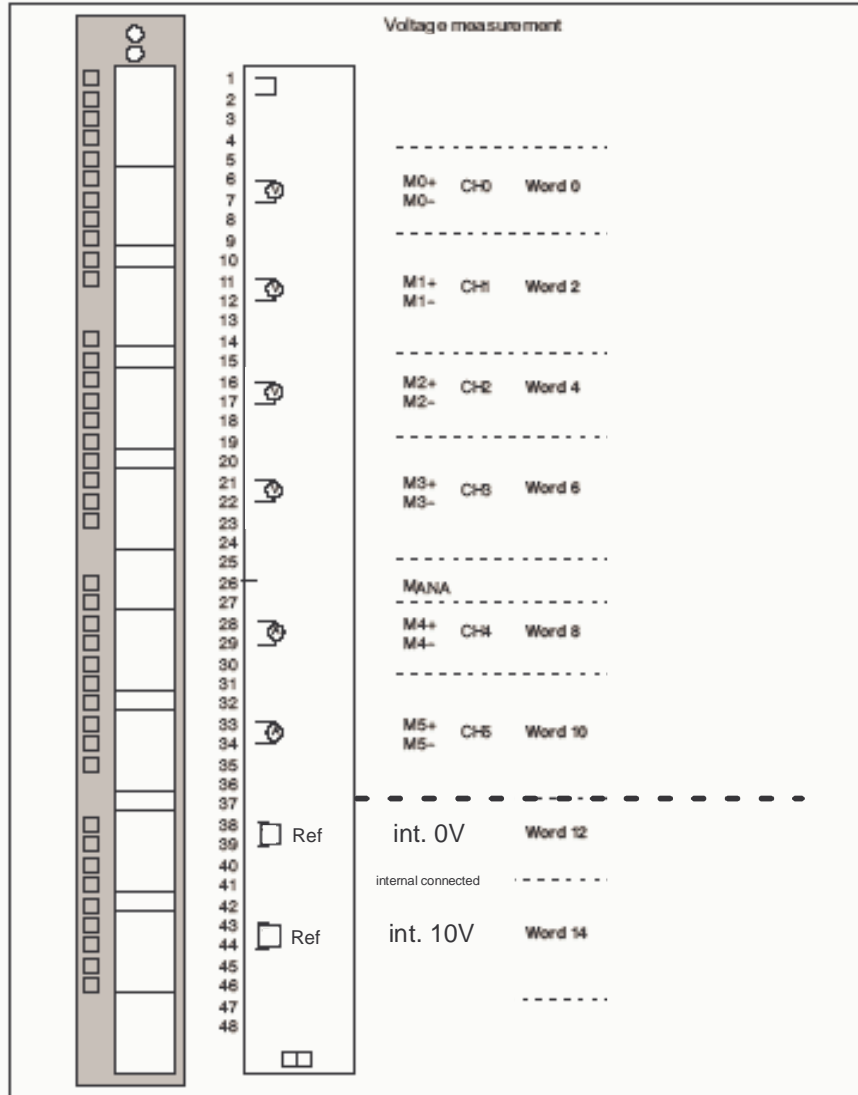 Voltage measurement
1
2
3
4
5
6 M0+ CH0 Word 0
7 M0-
8
9
10
11 M1+ CH1 Word 2
12 M1-
13
14
15
16 M2+ CH2 Word 4
17 M2-
18
19
20
21 M3+ CH3 Word 6
22 M3-
23
24
25
26 MANA
27
28 M4+ CH4 Word 8
29 M4-
30
31
32
33 M5+ CH5 Word 10
34 M5-
35
36
37
38 Ref int. 0V Word 12
39
40
41 internal connected
42
43 Ref int. 10V Word 14
44
45
46
47
48